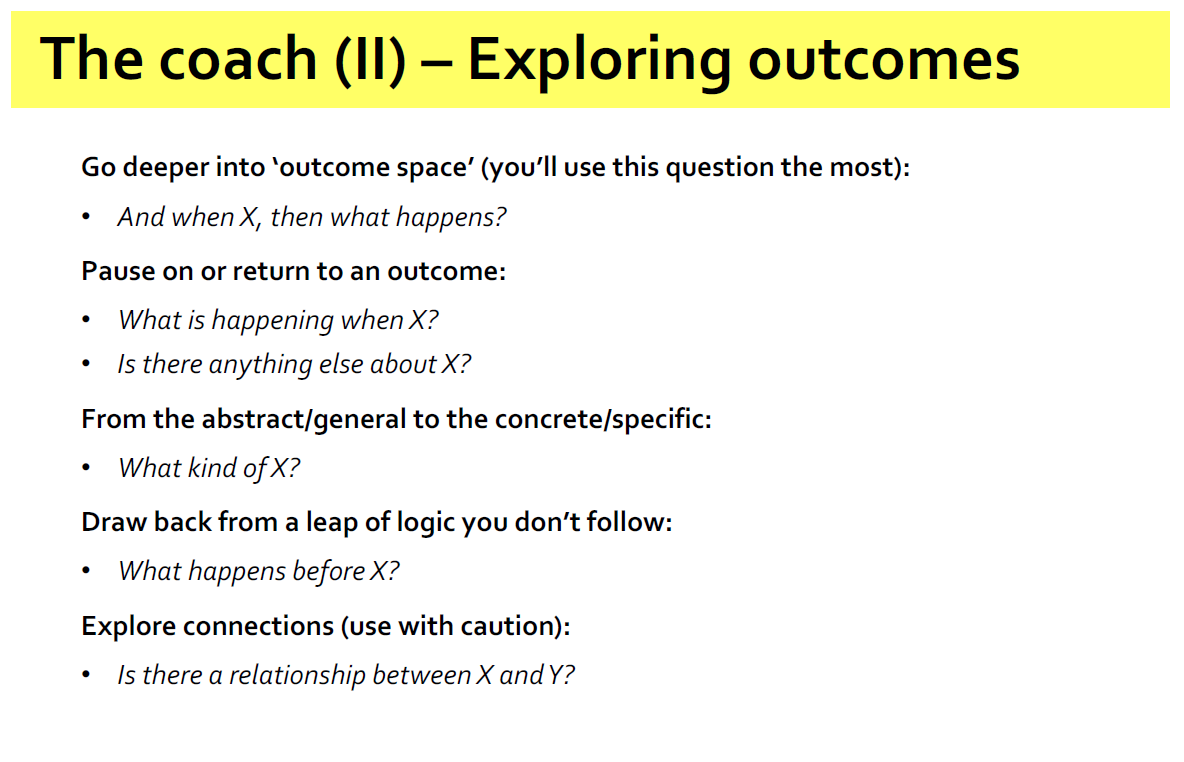 The coach (II) – Exploring outcomes
Go deeper into ‘outcome space’ (you’ll use this question the most):
• And when X, then what happens?
Pause on or return to an outcome:
• What is happening when X?
• Is there anything else about X?
From the abstract/general to the concrete/specific:
• What kind of X?
Draw back from a leap of logic you don’t follow:
• What happens before X?
Explore connections (use with caution):
• Is there a relationship between X and Y?